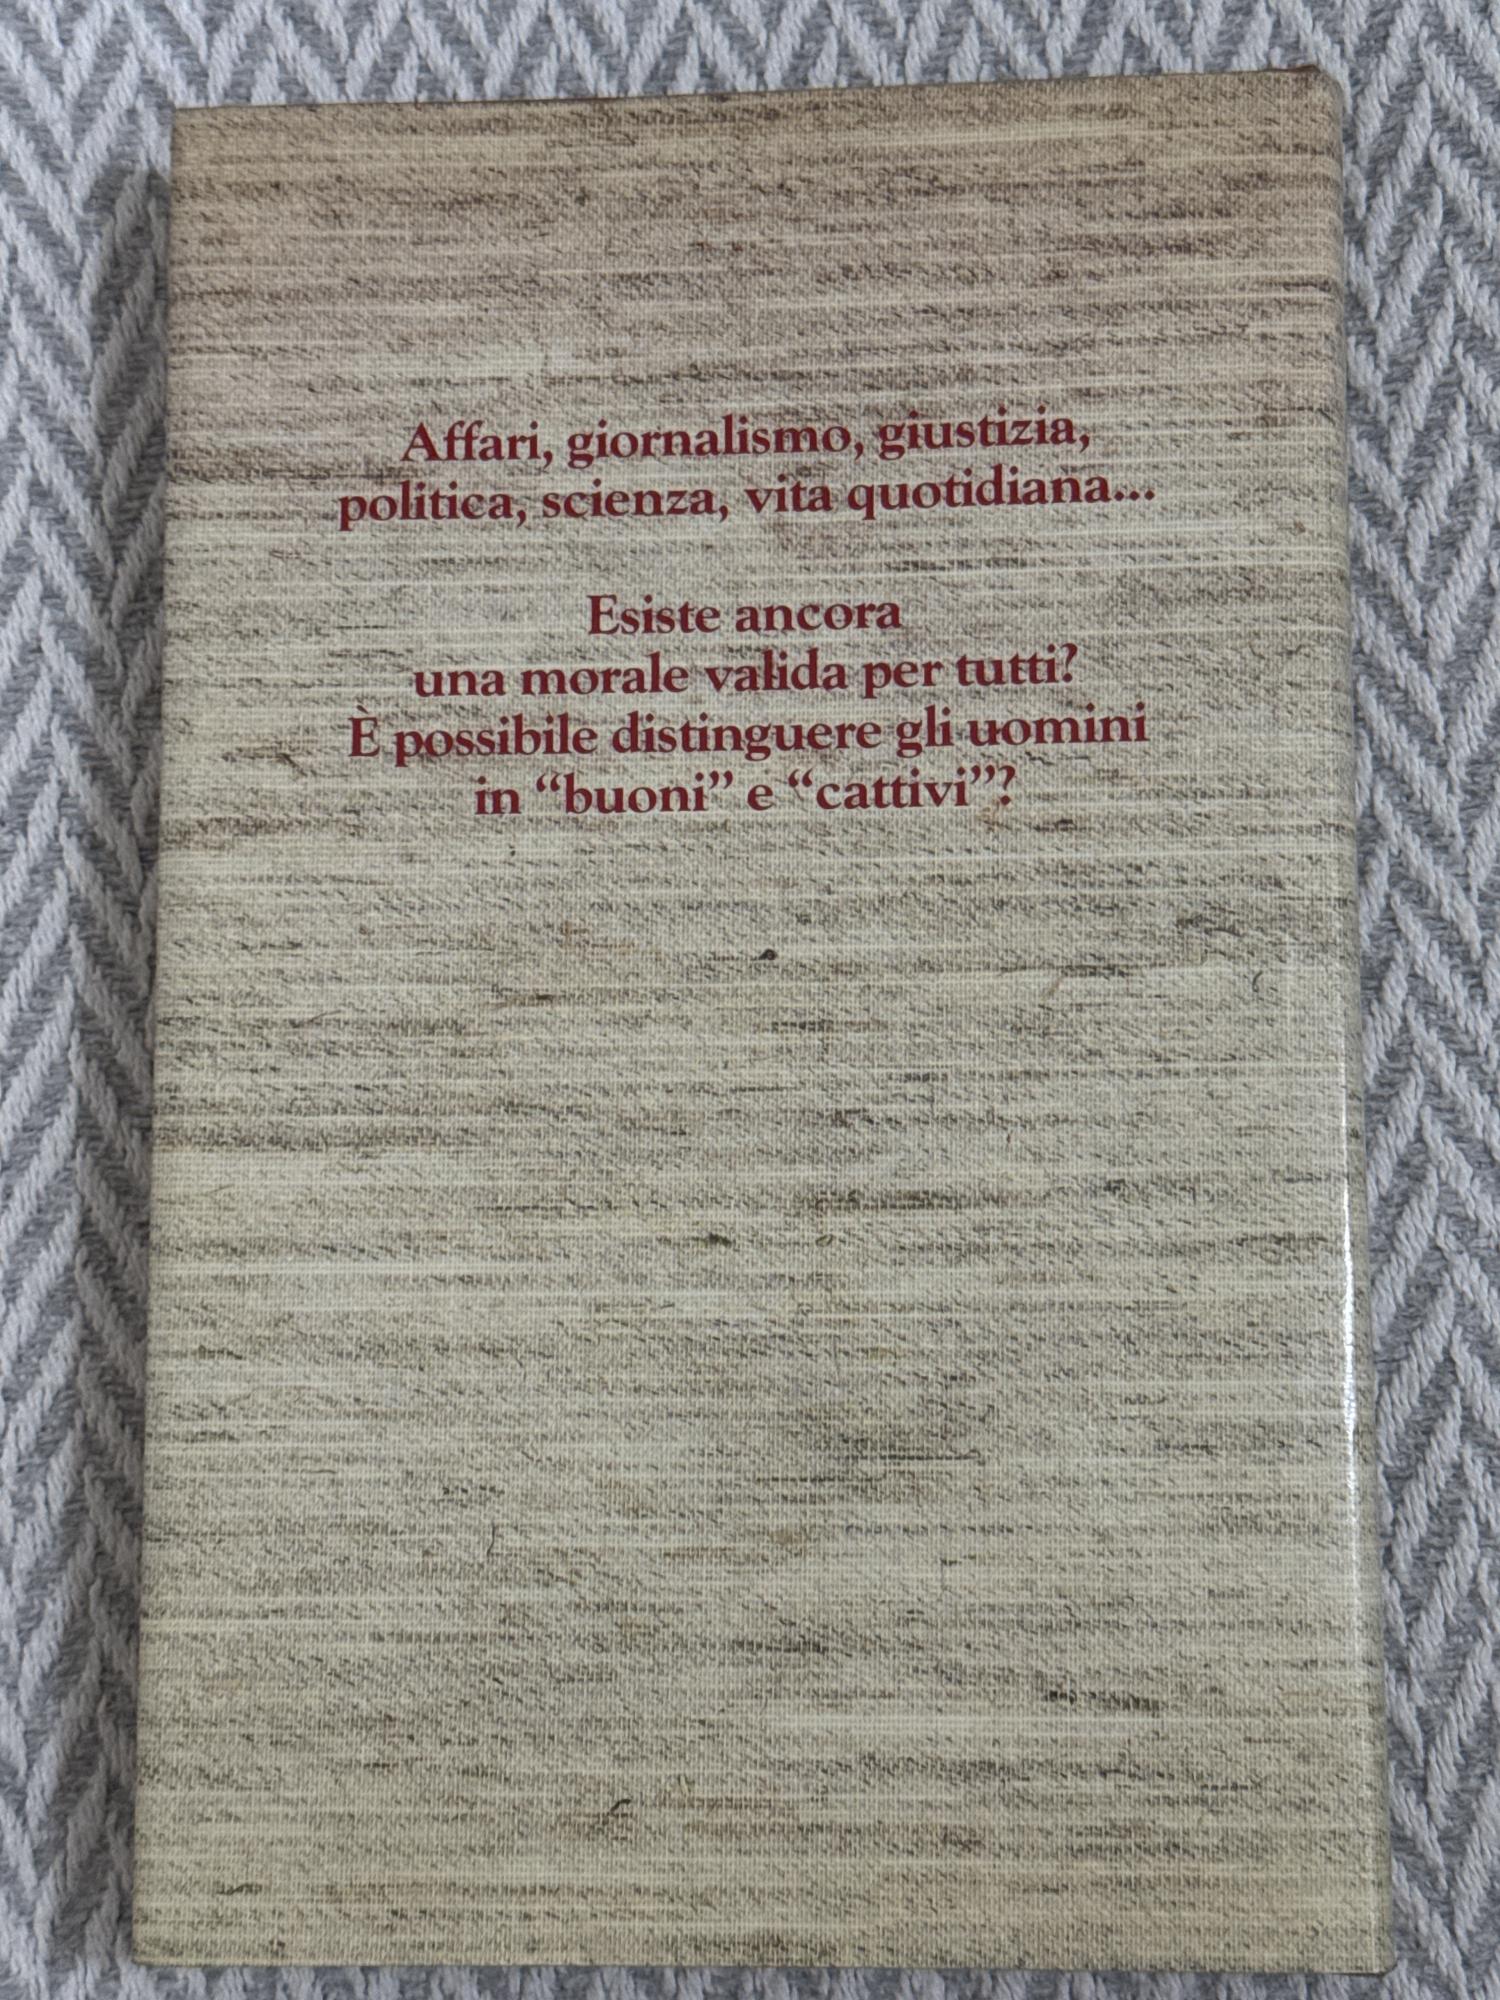 Affari, giornalismo, giustizia,
politica, scienza, vita quotidiana...
Esiste ancora
una morale valida per tutti?
È possibile distinguere gli uomini
in “buoni” e “cattivi”?